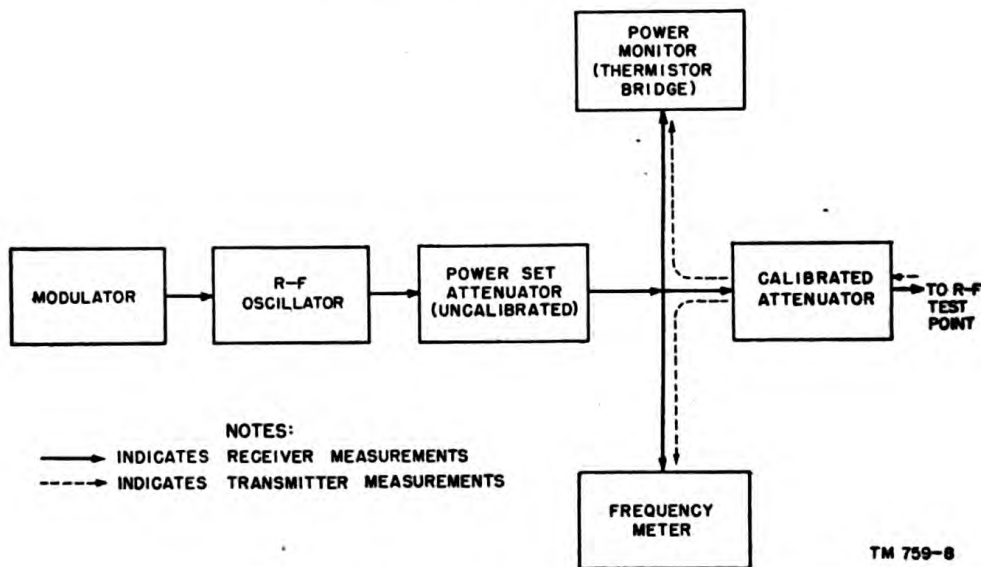 POWER
MONITOR
(THERMISTOR
BRIDGE)
MODULATOR
R-F
OSCILLATOR
POWER SET
ATTENUATOR
(UNCALIBRATED)
CALIBRATED
ATTENUATOR
TO R-F
TEST
POINT
NOTES:
INDICATES RECEIVER MEASUREMENTS
INDICATES TRANSMITTER MEASUREMENTS
FREQUENCY
METER
TM 759-8